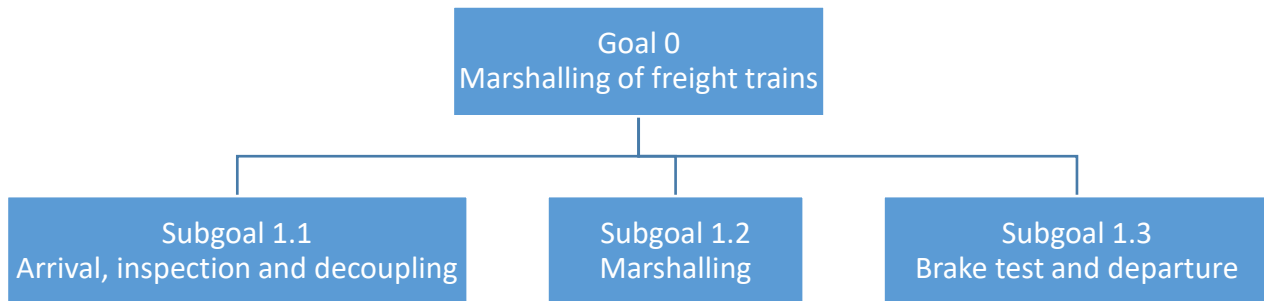 Goal 0
Marshalling of freight trains
Subgoal 1.1
Arrival, inspection and decoupling
Subgoal 1.2
Marshalling
Subgoal 1.3
Brake test and departure